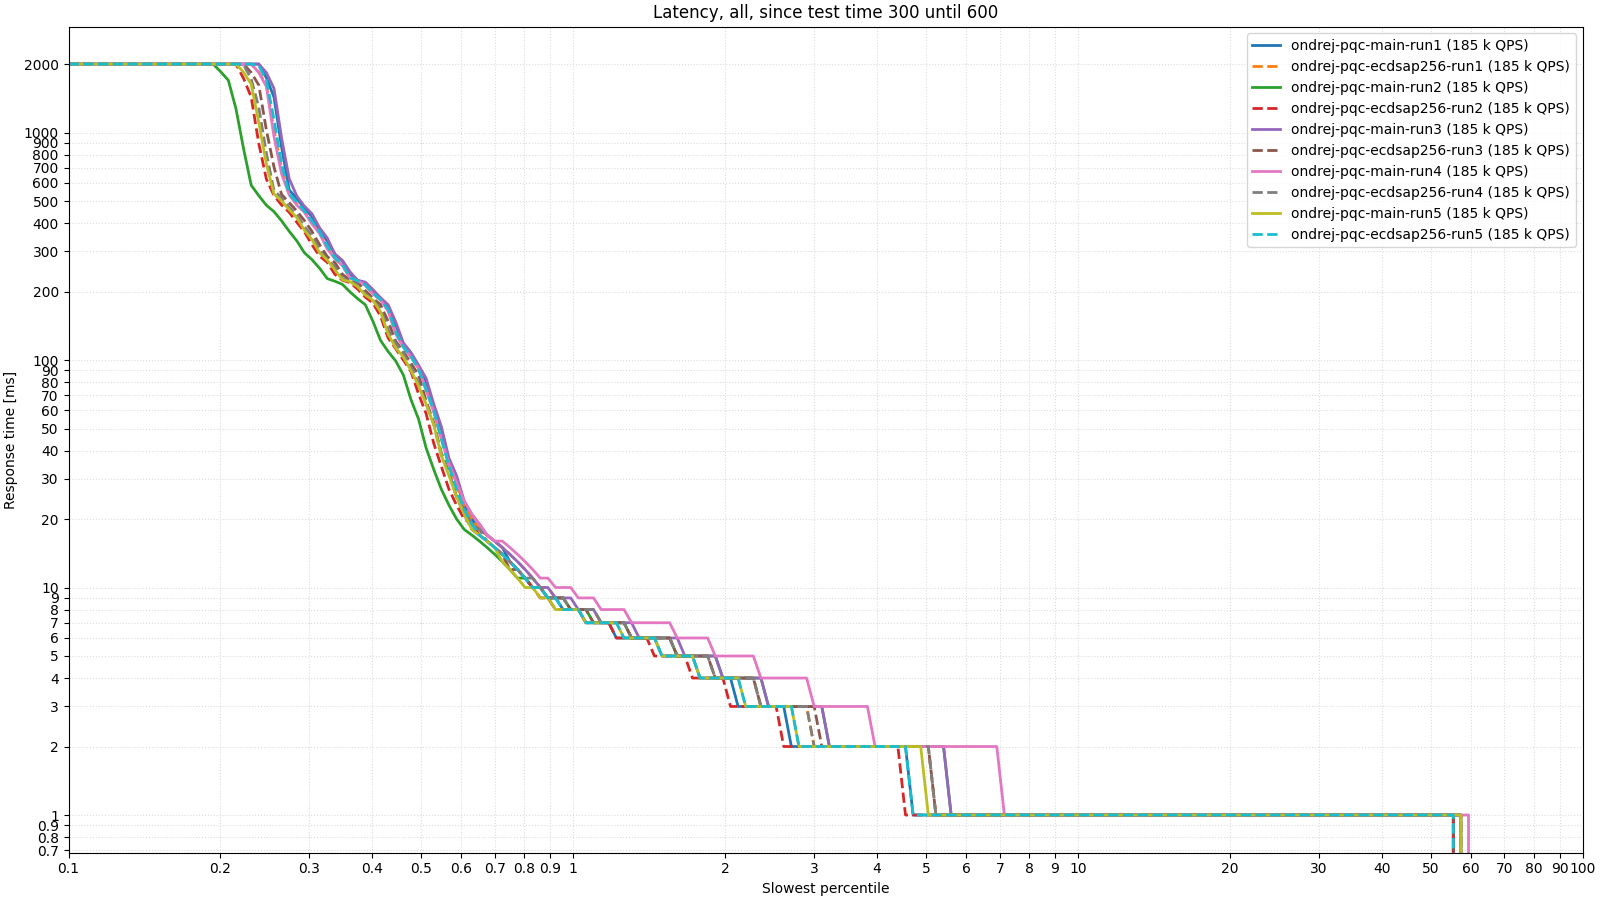 Latency, all, since test time 300 until 600
ondrej-pqc-main-run1 (185 k QPS)
ondrej-pqc-ecdsap256-run1 (185 k QPS)
ondrej-pqc-main-run2 (185 k QPS)
ondrej-pqc-ecdsap256-run2 (185 k QPS)
ondrej-pqc-main-run3 (185 k QPS)
ondrej-pqc-ecdsap256-run3 (185 k QPS)
ondrej-pqc-main-run4 (185 k QPS)
ondrej-pqc-ecdsap256-run4 (185 k QPS)
ondrej-pqc-main-run5 (185 k QPS)
ondrej-pqc-ecdsap256-run5 (185 k QPS)
Response time [ms]
2000
1000
900
800
700
600
500
400
300
200
100
90
80
70
60
50
40
30
20
10
9
8
7
6
5
4
3
2
1
0.9
0.8
0.7
0.1 0.2 0.3 0.4 0.5 0.6 0.7 0.8 0.9 1 2 3 4 5 6 7 8 9 10 20 30 40 50 60 70 80 90 100
Slowest percentile